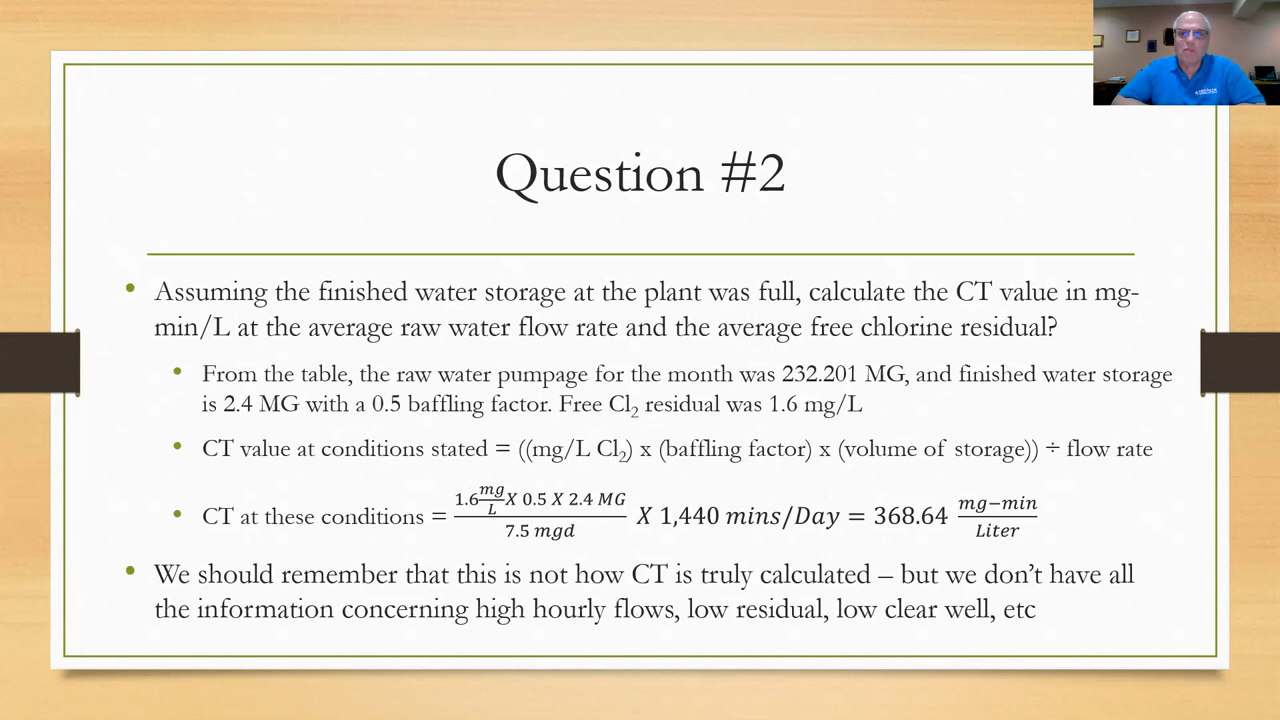 Question #2
• Assuming the finished water storage at the plant was full, calculate the CT value in mg-
min/L at the average raw water flow rate and the average free chlorine residual?
• From the table, the raw water pumpage for the month was 232.201 MG, and finished water storage
is 2.4 MG with a 0.5 baffling factor. Free Cl₂ residual was 1.6 mg/L
• CT value at conditions stated = ((mg/L Cl₂) x (baffling factor) x (volume of storage)) ÷ flow rate
• CT at these conditions = (1.6 mg/L X 0.5 X 2.4 MG)/(7.5 mgd) X 1,440 mins/Day = 368.64 (mg−min)/Liter
• We should remember that this is not how CT is truly calculated – but we don't have all
the information concerning high hourly flows, low residual, low clear well, etc